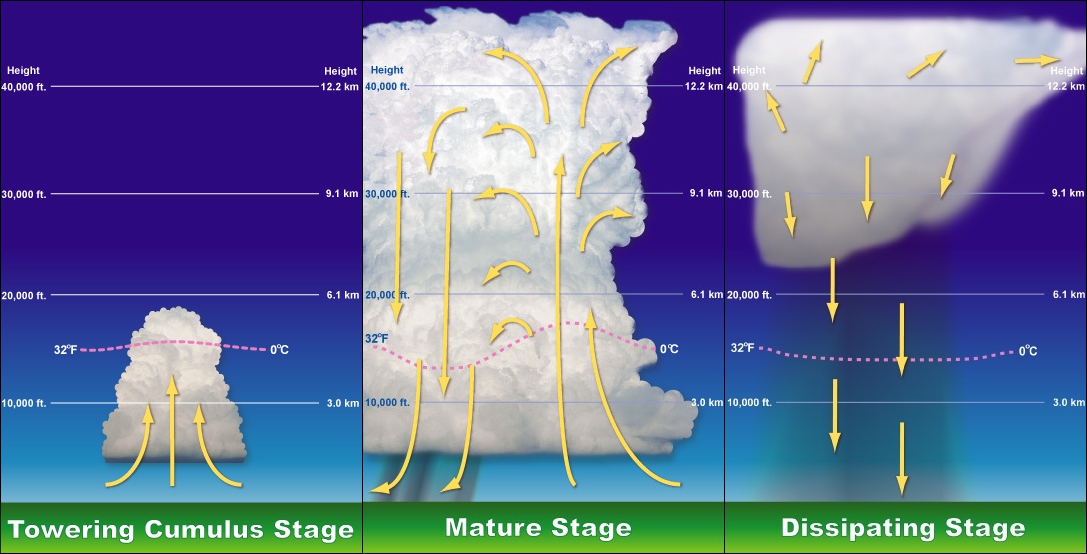 Height Height
40,000 ft. 12.2 km
30,000 ft. 9.1 km
20,000 ft. 6.1 km
32°F 0°C
10,000 ft. 3.0 km
Towering Cumulus Stage
Height Height
40,000 ft. 12.2 km
30,000 ft. 9.1 km
20,000 ft. 6.1 km
32°F 0°C
10,000 ft. 3.0 km
Mature Stage
Height Height
40,000 ft. 12.2 km
30,000 ft. 9.1 km
20,000 ft. 6.1 km
32°F 0°C
10,000 ft. 3.0 km
Dissipating Stage